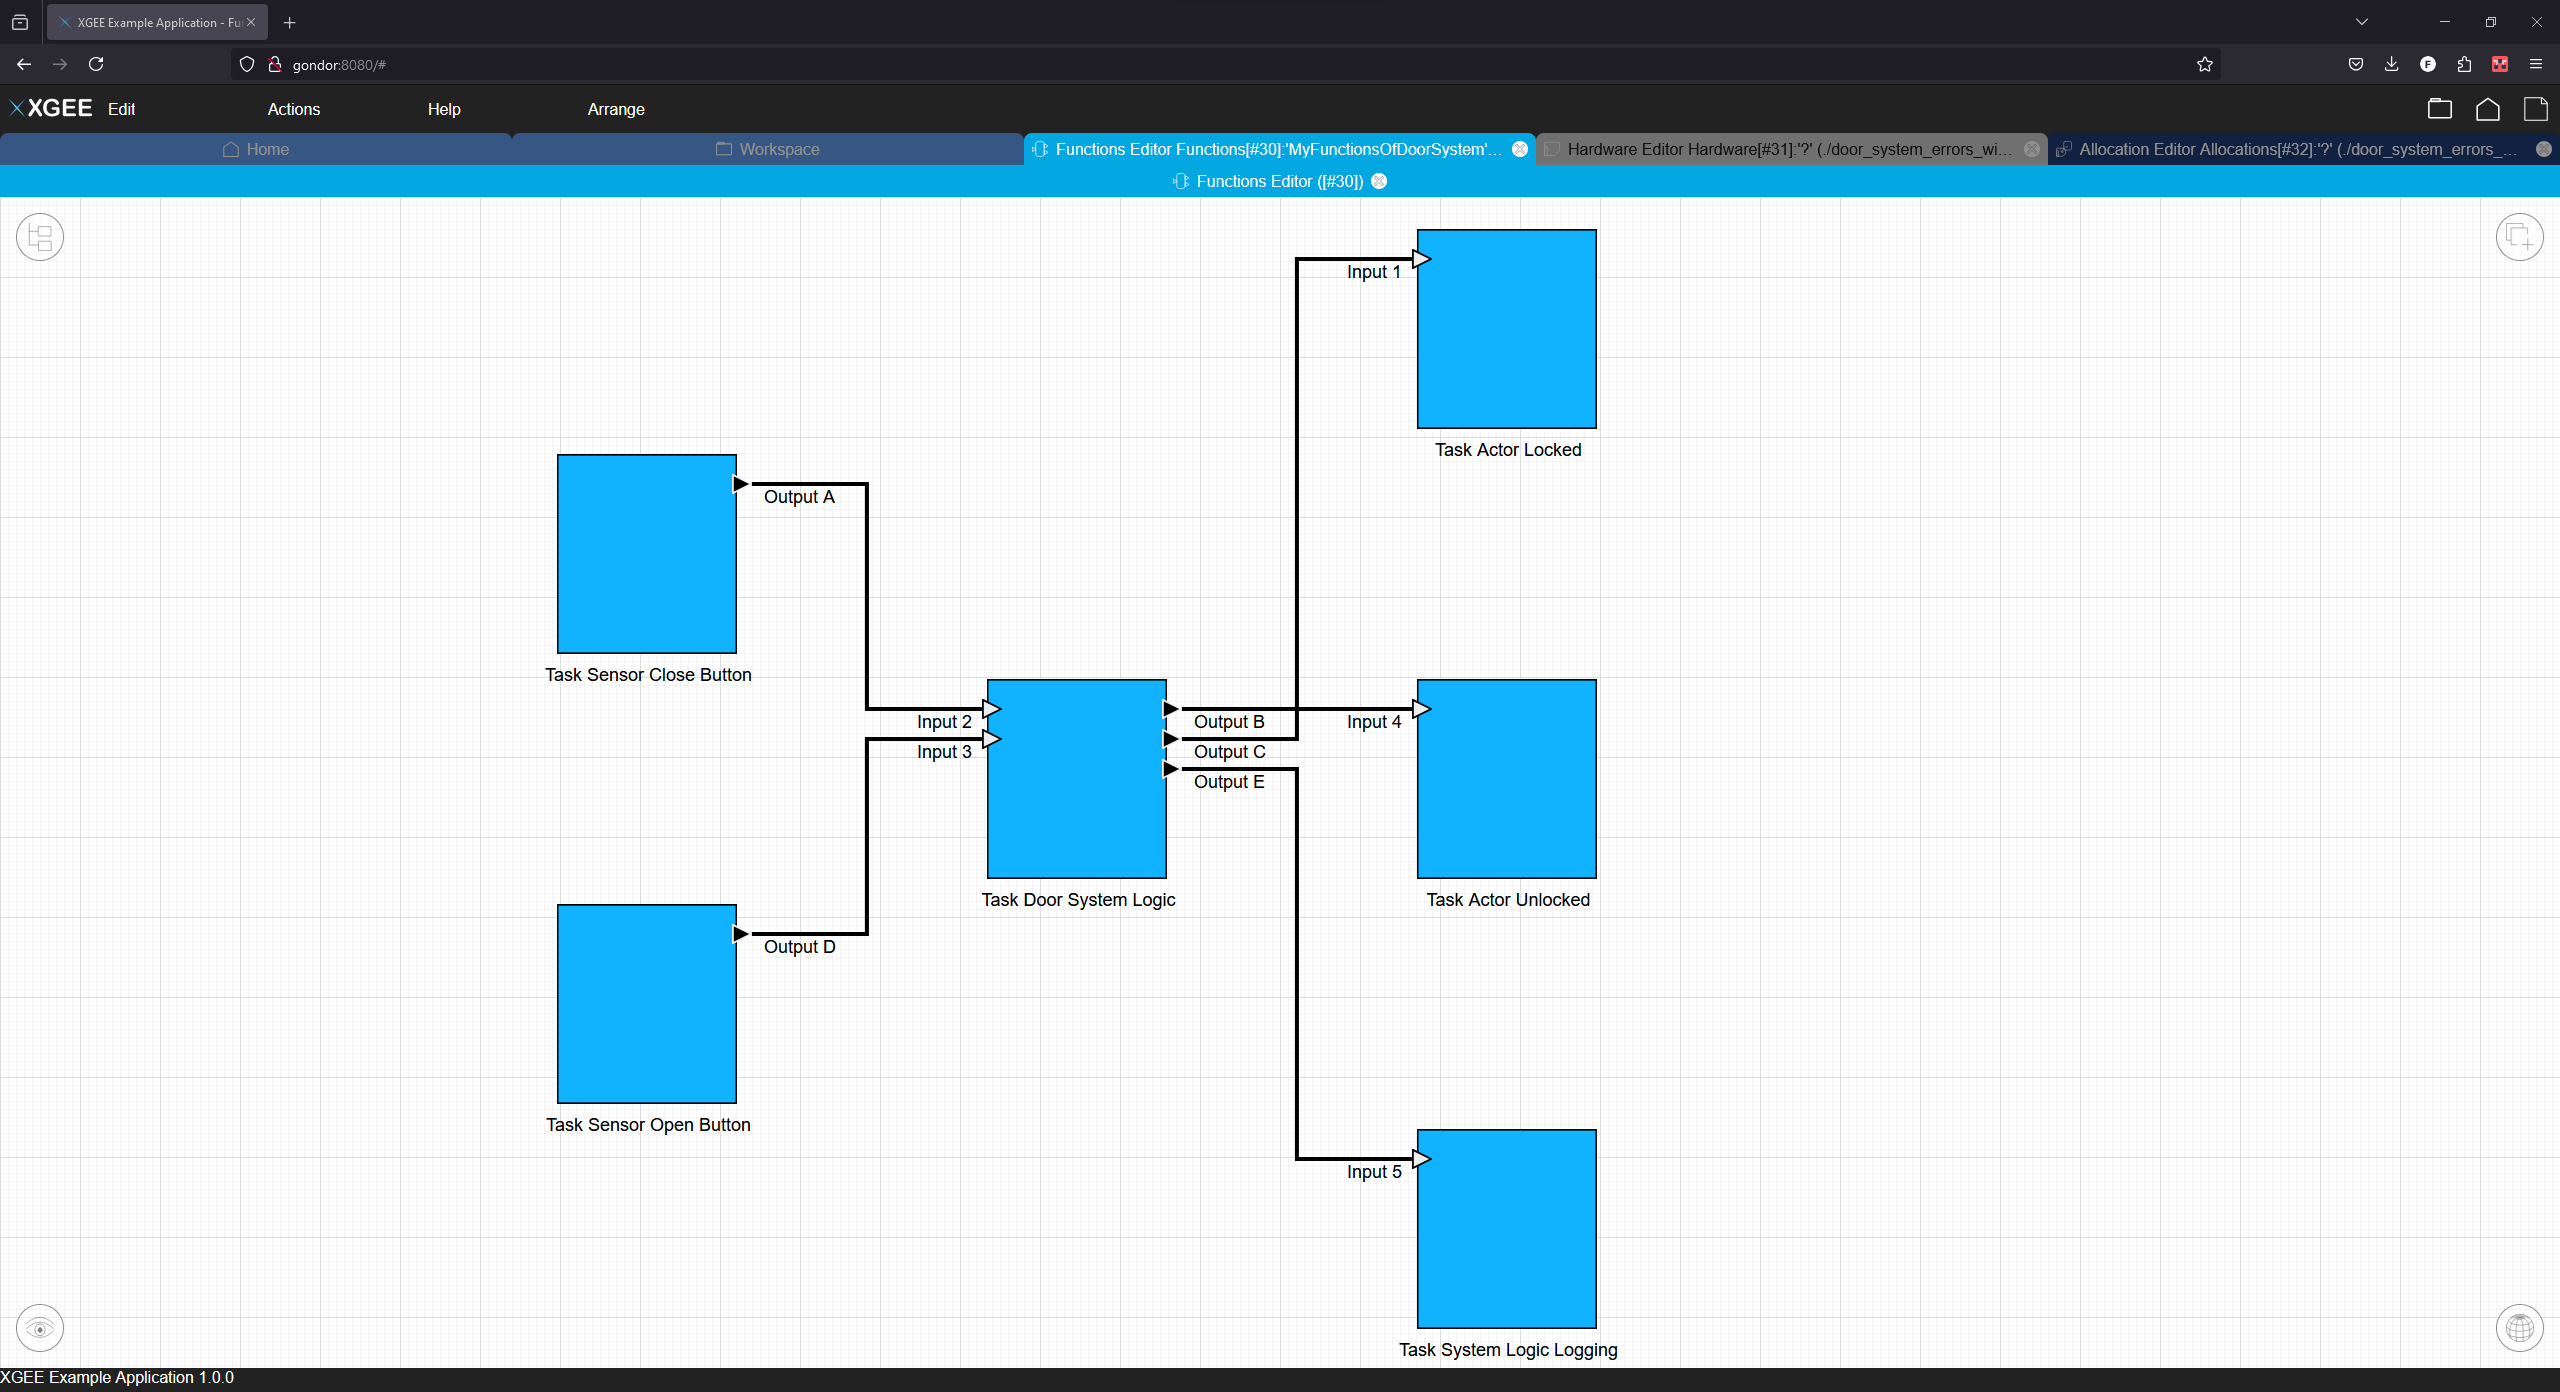 XGEE Example Application - Fu
gondor:8080/#
XGEE Edit Actions Help Arrange
Home
Workspace
Functions Editor Functions[#30]:'MyFunctionsOfDoorSystem'...
Hardware Editor Hardware[#31]:'?' (./door_system_errors_wi...
Allocation Editor Allocations[#32]:'?' (./door_system_errors_...
Functions Editor ([#30])
Input 1
Task Actor Locked
Output A
Task Sensor Close Button
Input 2
Input 3
Output B
Output C
Output E
Input 4
Task Door System Logic
Task Actor Unlocked
Output D
Task Sensor Open Button
Input 5
Task System Logic Logging
XGEE Example Application 1.0.0